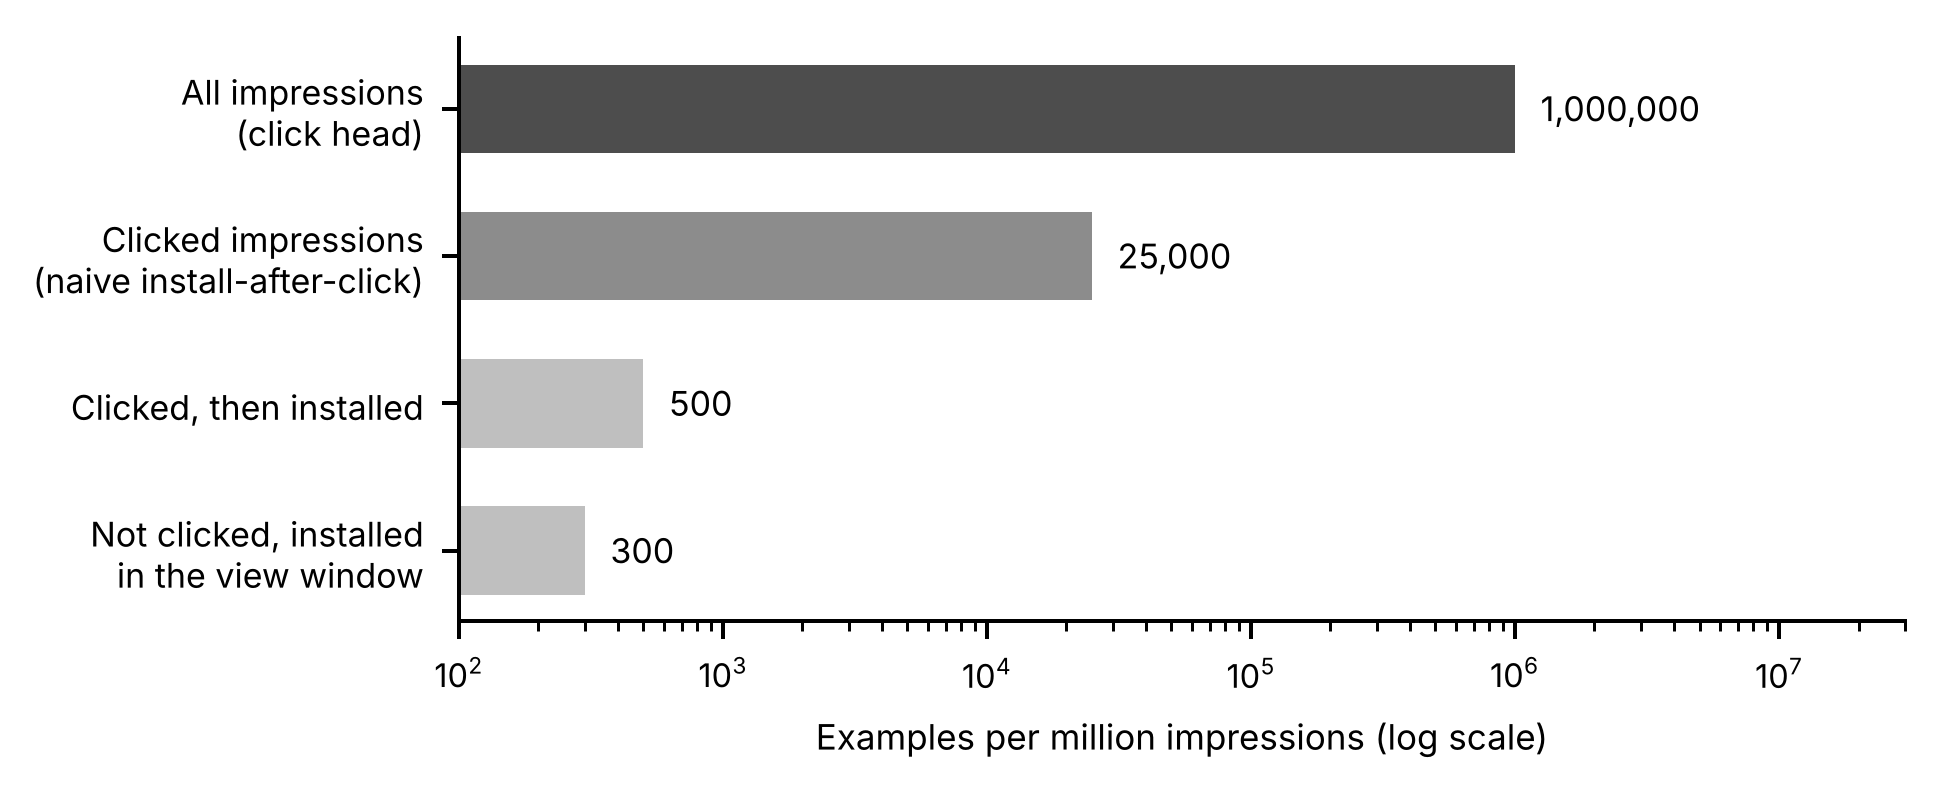 All impressions
(click head)
1,000,000
Clicked impressions
(naive install-after-click)
25,000
Clicked, then installed
500
Not clicked, installed
in the view window
300
10² 10³ 10⁴ 10⁵ 10⁶ 10⁷
Examples per million impressions (log scale)